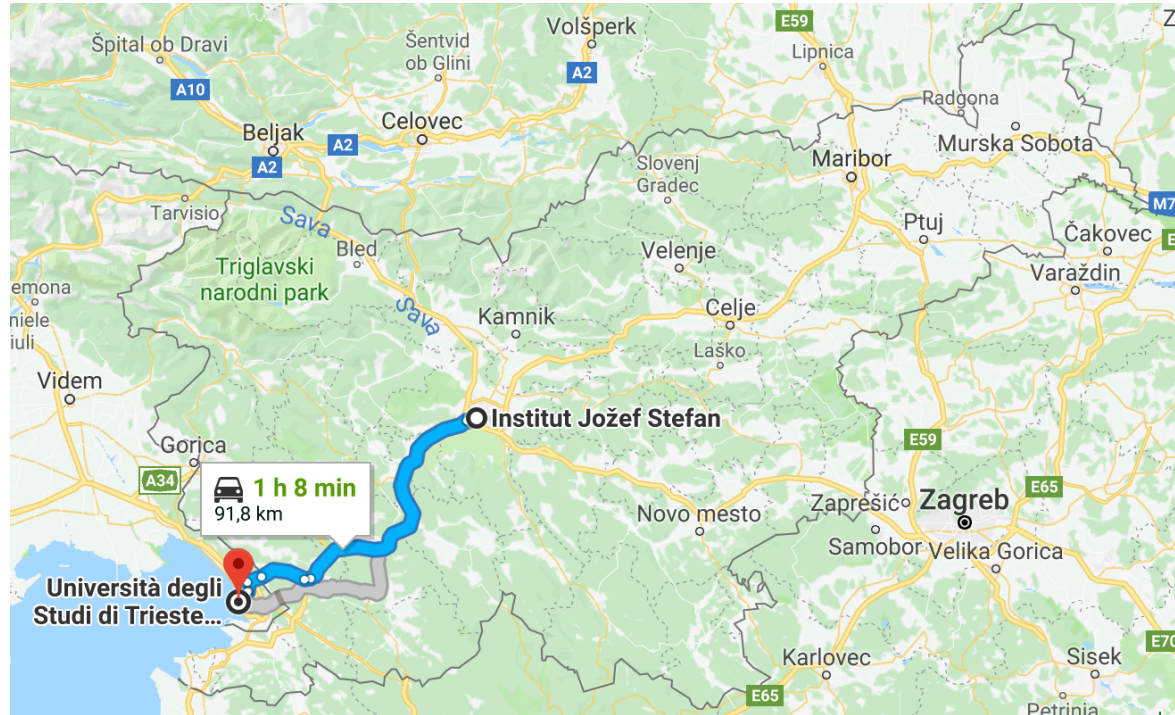 E59
Z
Volšperk
Špital ob Dravi
Šentvid
ob Glini
Lipnica
A2
A10
Radgona
Beljak
Celovec
A2
A2
Murska Sobota
Maribor
Slovenj
Gradec
M7
Tarvisio
Sava
Ptuj
Čakovec
E
Bled
Velenje
Triglavski
narodni park
Varaždin
emona
Sava
Kamnik
Celje
niele
iuli
Laško
Videm
Institut Jožef Stefan
Gorica
E59
A34
1 h 8 min
91,8 km
E65
Zaprešić
Zagreb
Novo mesto
Samobor
Velika Gorica
Università degli
Studi di Trieste...
E70
Karlovec
Sisek
E65
Petrinja